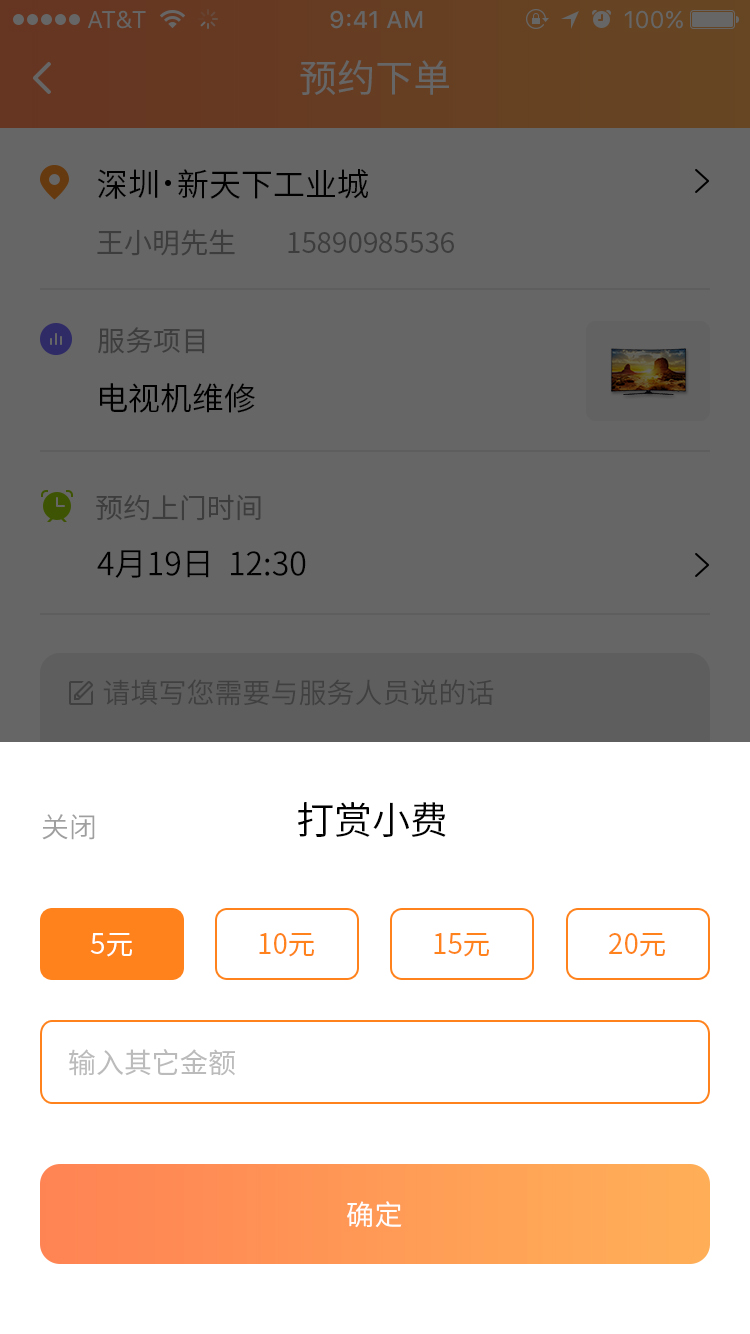 AT&T 9:41 AM 100%
预约下单
深圳·新天下工业城
王小明先生 15890985536
服务项目
电视机维修
预约上门时间
4月19日 12:30
请填写您需要与服务人员说的话
关闭 打赏小费
5元 10元 15元 20元
输入其它金额
确定